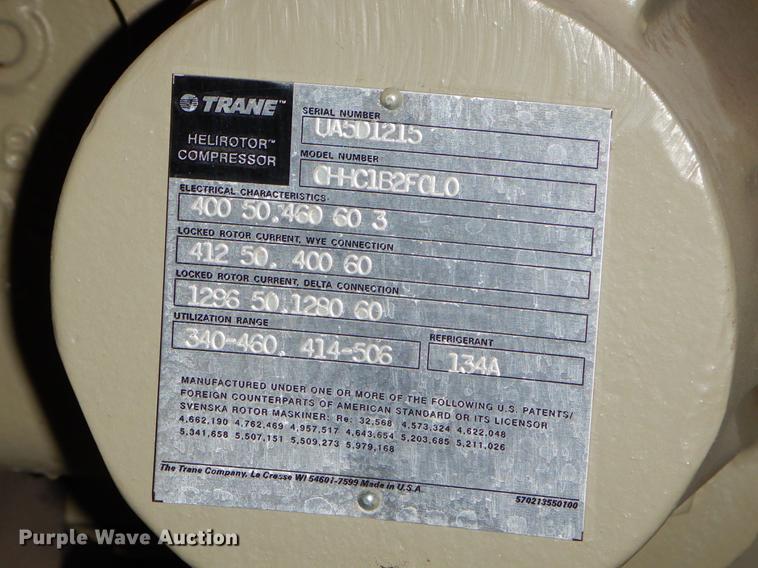 TRANE™
HELIROTOR™
COMPRESSOR
SERIAL NUMBER
UA5D1215
MODEL NUMBER
CHHC1B2F0L0
ELECTRICAL CHARACTERISTICS
400 50.460 60 3
LOCKED ROTOR CURRENT, WYE CONNECTION
412 50. 400 60
LOCKED ROTOR CURRENT, DELTA CONNECTION
1296 50.1280 60
UTILIZATION RANGE
340-460. 414-506
REFRIGERANT
134A
MANUFACTURED UNDER ONE OR MORE OF THE FOLLOWING U.S. PATENTS/
FOREIGN COUNTERPARTS OF AMERICAN STANDARD OR ITS LICENSOR
SVENSKA ROTOR MASKINER: Re: 32,568 4,573,324 4,622,048
4,662,190 4,762,469 4,957,517 4,643,654 5,203,685 5,211,026
5,341,658 5,507,151 5,509,273 5,979,168
The Trane Company, La Crosse WI 54601-7599 Made in U.S.A.
570213550100
Purple Wave Auction